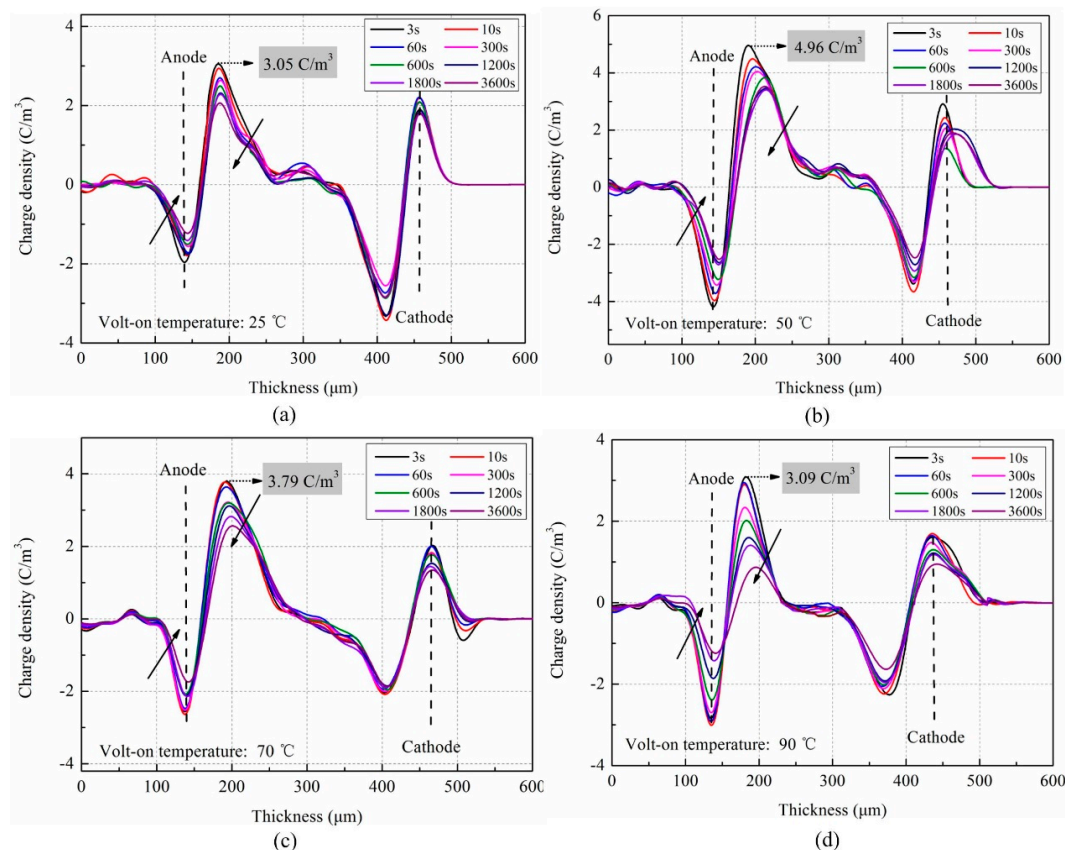 6
3s 10s
60s 300s
600s 1200s
1800s 3600s
Anode
3.05 C/m³
4
2
0
-2
-4
Charge density (C/m³)
Cathode
Volt-on temperature: 25 ℃
0 100 200 300 400 500 600
Thickness (μm)
(a)
6
3s 10s
60s 300s
600s 1200s
1800s 3600s
Anode
4.96 C/m³
4
2
0
-2
-4
Charge density (C/m³)
Cathode
Volt-on temperature: 50 ℃
0 100 200 300 400 500 600
Thickness (μm)
(b)
3s 10s
60s 300s
600s 1200s
1800s 3600s
Anode
3.79 C/m³
4
2
0
-2
-4
Charge density (C/m³)
Cathode
Volt-on temperature: 70 ℃
0 100 200 300 400 500 600
Thickness (μm)
(c)
4
3s 10s
60s 300s
600s 1200s
1800s 3600s
Anode
3.09 C/m³
2
0
-2
-4
Charge density (C/m³)
Cathode
Volt-on temperature: 90 ℃
0 100 200 300 400 500 600
Thickness (μm)
(d)